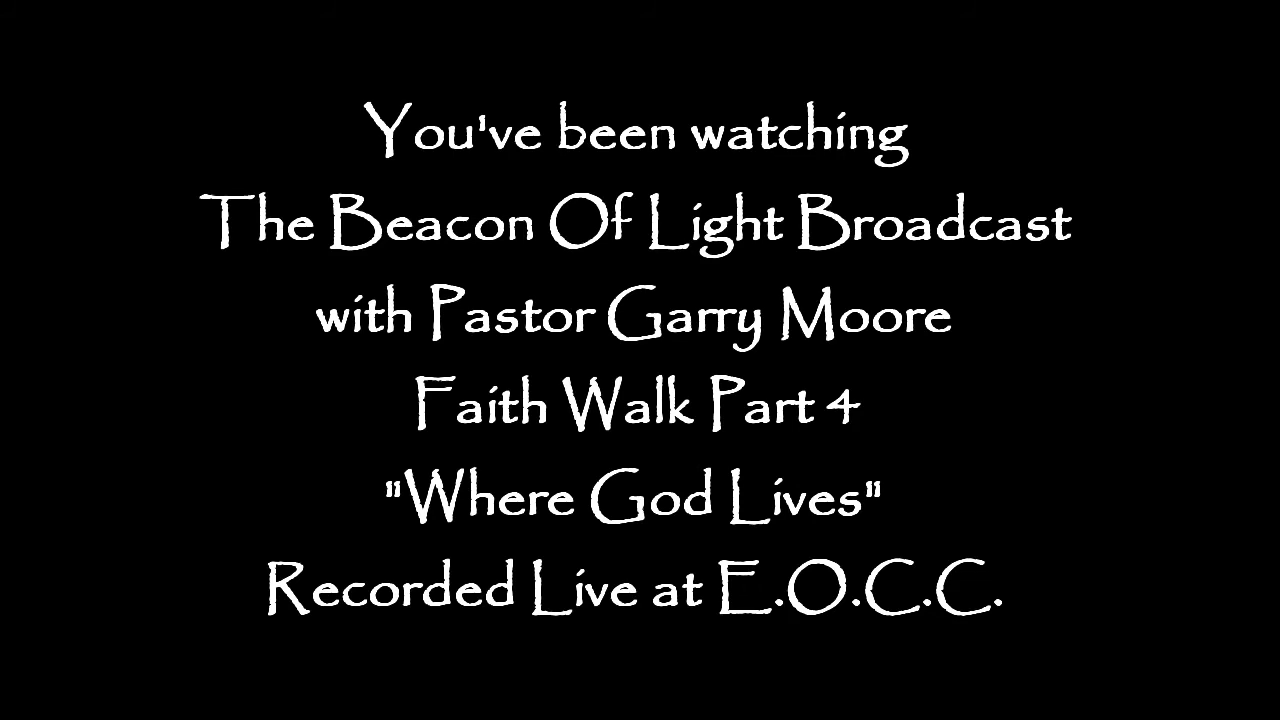 You've been watching
The Beacon Of Light Broadcast
with Pastor Garry Moore
Faith Walk Part 4
"Where God Lives"
Recorded Live at E.O.C.C.